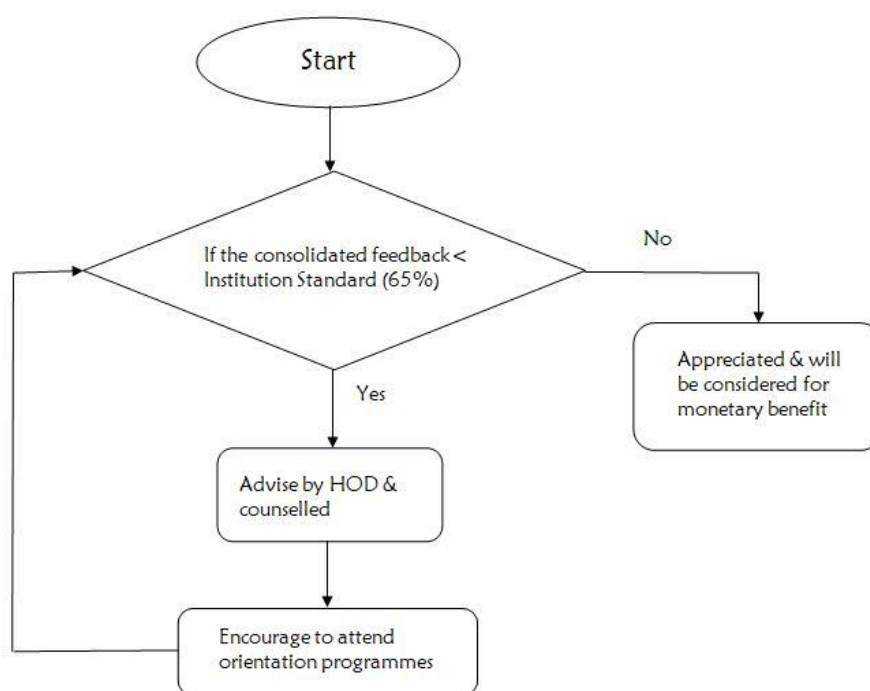 Start
If the consolidated feedback <
Institution Standard (65%)
No
Appreciated & will
be considered for
monetary benefit
Yes
Advise by HOD &
counselled
Encourage to attend
orientation programmes